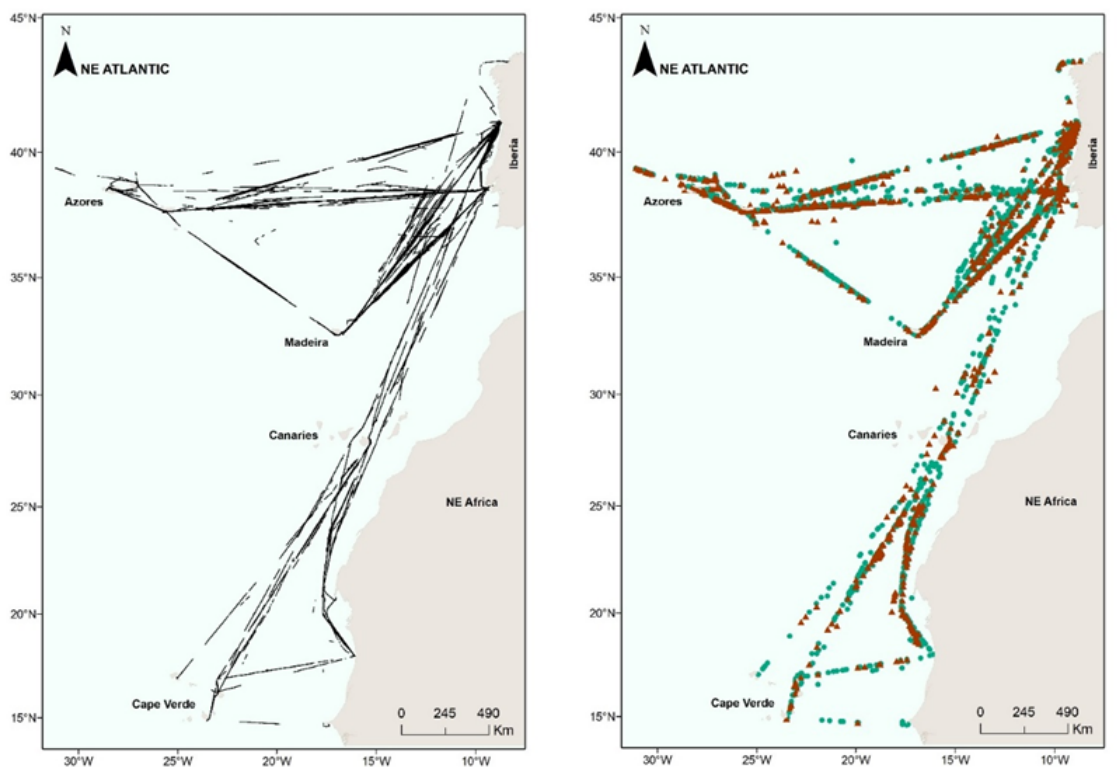 45°N
N
NE ATLANTIC
40°N
Iberia
Azores
35°N
Madeira
30°N
Canaries
25°N
NE Africa
20°N
Cape Verde
15°N
0 245 490
Km
30°W 25°W 20°W 15°W 10°W
45°N
N
NE ATLANTIC
40°N
Iberia
Azores
35°N
Madeira
30°N
Canaries
25°N
NE Africa
20°N
Cape Verde
15°N
0 245 490
Km
30°W 25°W 20°W 15°W 10°W